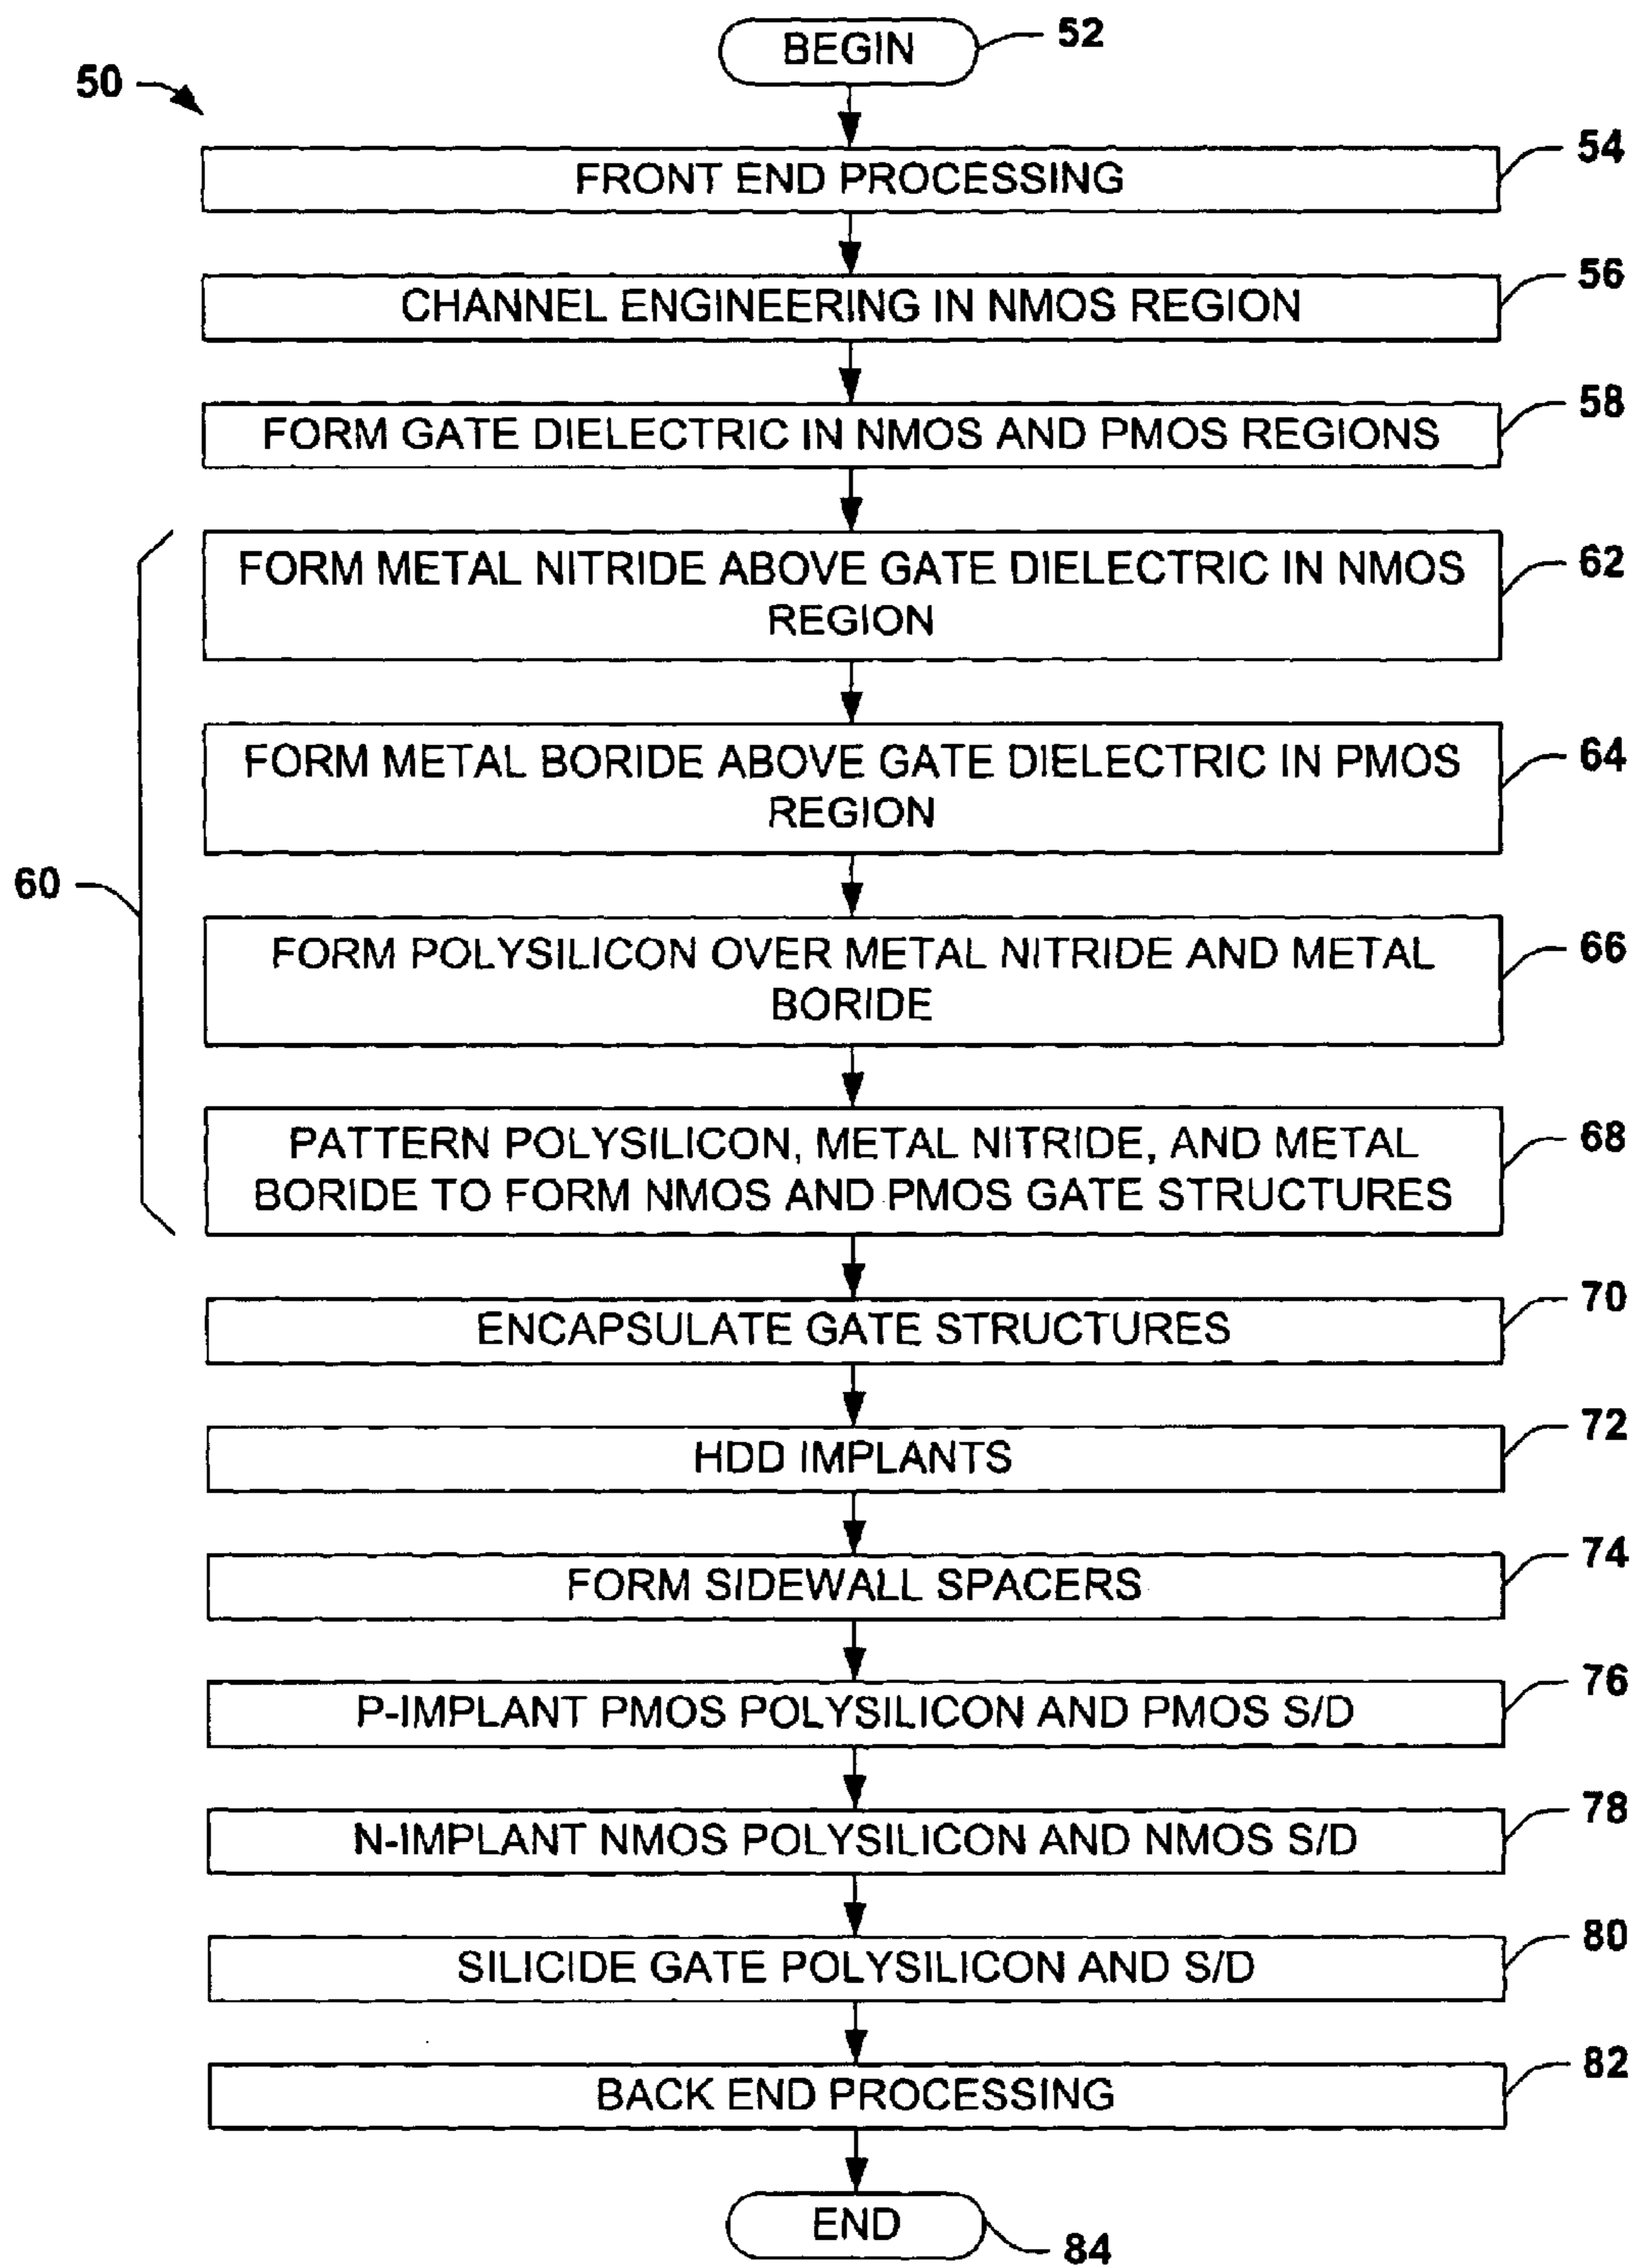 BEGIN
52
50
FRONT END PROCESSING
54
CHANNEL ENGINEERING IN NMOS REGION
56
FORM GATE DIELECTRIC IN NMOS AND PMOS REGIONS
58
60
FORM METAL NITRIDE ABOVE GATE DIELECTRIC IN NMOS
REGION
62
FORM METAL BORIDE ABOVE GATE DIELECTRIC IN PMOS
REGION
64
FORM POLYSILICON OVER METAL NITRIDE AND METAL
BORIDE
66
PATTERN POLYSILICON, METAL NITRIDE, AND METAL
BORIDE TO FORM NMOS AND PMOS GATE STRUCTURES
68
ENCAPSULATE GATE STRUCTURES
70
HDD IMPLANTS
72
FORM SIDEWALL SPACERS
74
P-IMPLANT PMOS POLYSILICON AND PMOS S/D
76
N-IMPLANT NMOS POLYSILICON AND NMOS S/D
78
SILICIDE GATE POLYSILICON AND S/D
80
BACK END PROCESSING
82
END
84